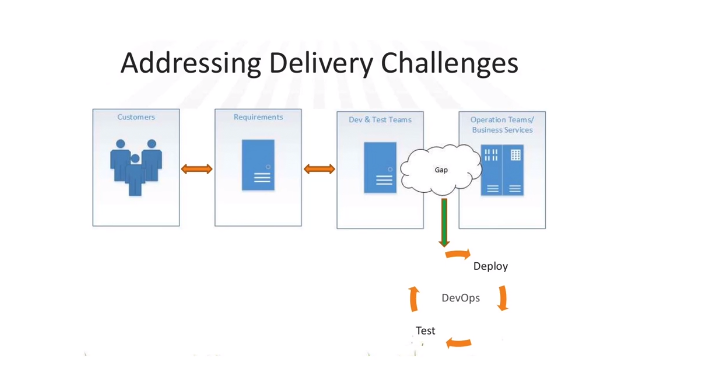 Addressing Delivery Challenges
Customers
Requirements
Dev & Test Teams
Operation Teams/
Business Services
Gap
Deploy
DevOps
Test